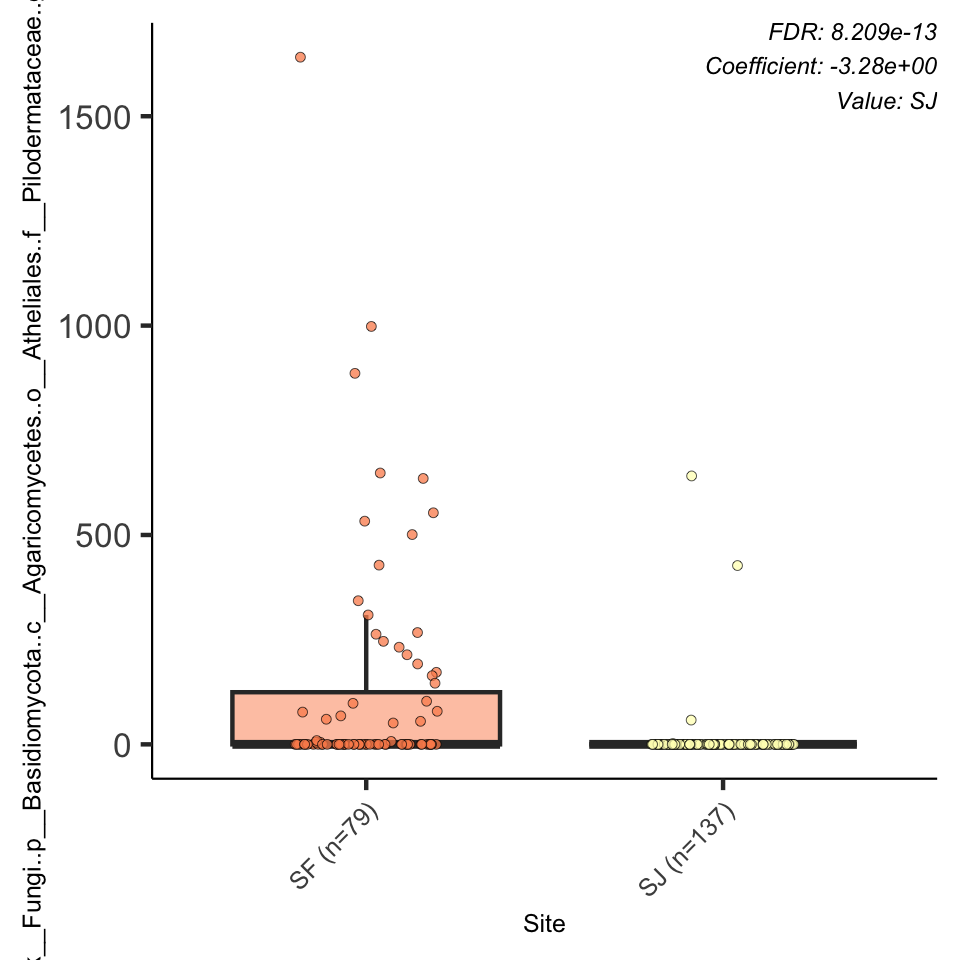 FDR: 8.209e-13
Coefficient: -3.28e+00
Value: SJ
k__Fungi..p__Basidiomycota..c__Agaricomycetes..o__Atheliales..f__Pilodermataceae..g
1500
1000
500
0
SF (n=79)
SJ (n=137)
Site